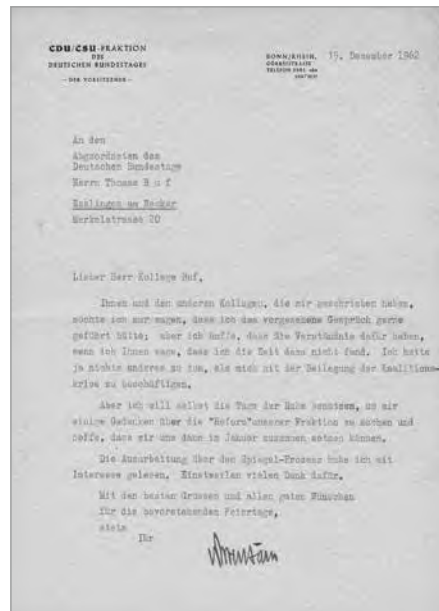 CDU/CSU-FRAKTION
DES
DEUTSCHEN BUNDESTAGES
- DER VORSITZENDE -
BONN/RHEIN, 15. Dezember 1962
GÖRRESSTRASSE
TELEFON
An den
Abgeordneten des
Deutschen Bundestags
Herrn Thomas R u f
Esslingen am Neckar
Merkelstrasse 20
Lieber Herr Kollege Ruf,
Ihnen und den anderen Kollegen, die mir geschrieben haben,
möchte ich nur sagen, dass ich das vorgesehene Gespräch gerne
geführt hätte; aber ich hoffe, dass Sie Verständnis dafür haben,
wenn ich Ihnen sage, dass ich die Zeit dazu nicht fand. Ich hatte
ja nichts anderes zu tun, als mich mit der Beilegung der Koalitions-
krise zu beschäftigen.
Aber ich will selbst die Tage der Ruhe benutzen, um mir
einige Gedanken über die "Reform" unserer Fraktion zu machen und
hoffe, dass wir uns dann im Januar zusammen setzen können.
Die Ausarbeitung über den Spiegel-Prozess habe ich mit
Interesse gelesen. Einstweilen vielen Dank dafür.
Mit den besten Grüssen und allen guten Wünschen
für die bevorstehenden Feiertage,
stets
Ihr